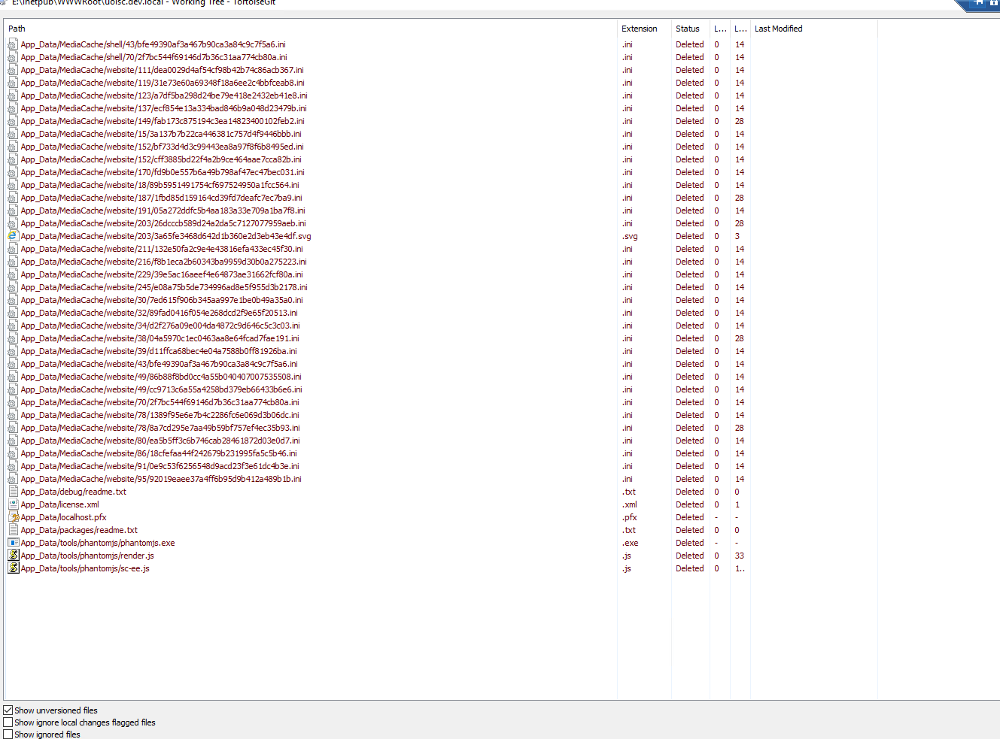 E:\inetpub\WWWRoot\uoisc.dev.local - Working Tree - TortoiseGit
Path Extension Status L... L... Last Modified
App_Data/MediaCache/shell/43/bfe49390af3a467b90ca3a84c9c7f5a6.ini .ini Deleted 0 14
App_Data/MediaCache/shell/70/2f7bc544f69146d7b36c31aa774cb80a.ini .ini Deleted 0 14
App_Data/MediaCache/website/111/dea0029d4af54cf98b42b74c86acb367.ini .ini Deleted 0 14
App_Data/MediaCache/website/119/31e73e60a69348f18a6ee2c4bbfceab8.ini .ini Deleted 0 14
App_Data/MediaCache/website/123/a7df5ba298d24be79e418e2432eb41e8.ini .ini Deleted 0 14
App_Data/MediaCache/website/137/ecf854e13a334bad846b9a048d23479b.ini .ini Deleted 0 14
App_Data/MediaCache/website/149/fab173c875194c3ea14823400102feb2.ini .ini Deleted 0 28
App_Data/MediaCache/website/15/3a137b7b22ca446381c757d4f9446bbb.ini .ini Deleted 0 14
App_Data/MediaCache/website/152/bf733d4d3c99443ea8a97f8f6b8495ed.ini .ini Deleted 0 14
App_Data/MediaCache/website/152/cff3885bd22f4a2b9ce464aae7cca82b.ini .ini Deleted 0 14
App_Data/MediaCache/website/170/fd9b0e557b6a49b798af47ec47bec031.ini .ini Deleted 0 14
App_Data/MediaCache/website/18/89b5951491754cf697524950a1fcc564.ini .ini Deleted 0 14
App_Data/MediaCache/website/187/1fbd85d159164cd39fd7deafc7ec7ba9.ini .ini Deleted 0 28
App_Data/MediaCache/website/191/05a272ddfc5b4aa183a33e709a1ba7f8.ini .ini Deleted 0 14
App_Data/MediaCache/website/203/26dcccb589d24a2da5c7127077959aeb.ini .ini Deleted 0 28
App_Data/MediaCache/website/203/3a65fe3468d642d1b360e2d3eb43e4df.svg .svg Deleted 0 3
App_Data/MediaCache/website/211/132e50fa2c9e4e43816efa433ec45f30.ini .ini Deleted 0 14
App_Data/MediaCache/website/216/f8b1eca2b60343ba9959d30b0a275223.ini .ini Deleted 0 14
App_Data/MediaCache/website/229/39e5ac16aeef4e64873ae31662fcf80a.ini .ini Deleted 0 14
App_Data/MediaCache/website/245/e08a75b5de734996ad8e5f955d3b2178.ini .ini Deleted 0 14
App_Data/MediaCache/website/30/7ed615f906b345aa997e1be0b49a35a0.ini .ini Deleted 0 14
App_Data/MediaCache/website/32/89fad0416f054e268dcd2f9e65f20513.ini .ini Deleted 0 14
App_Data/MediaCache/website/34/d2f276a09e004da4872c9d646c5c3c03.ini .ini Deleted 0 14
App_Data/MediaCache/website/38/04a5970c1ec0463aa8e64fcad7fae191.ini .ini Deleted 0 28
App_Data/MediaCache/website/39/d11ffca68bec4e04a7588b0ff81926ba.ini .ini Deleted 0 14
App_Data/MediaCache/website/43/bfe49390af3a467b90ca3a84c9c7f5a6.ini .ini Deleted 0 14
App_Data/MediaCache/website/49/86b88f8bd0cc4a55b040407007535508.ini .ini Deleted 0 14
App_Data/MediaCache/website/49/cc9713c6a55a4258bd379eb66433b6e6.ini .ini Deleted 0 14
App_Data/MediaCache/website/70/2f7bc544f69146d7b36c31aa774cb80a.ini .ini Deleted 0 14
App_Data/MediaCache/website/78/1389f95e6e7b4c2286fc6e069d3b06dc.ini .ini Deleted 0 14
App_Data/MediaCache/website/78/8a7cd295e7aa49b59bf757ef4ec35b93.ini .ini Deleted 0 28
App_Data/MediaCache/website/80/ea5b5ff3c6b746cab28461872d03e0d7.ini .ini Deleted 0 14
App_Data/MediaCache/website/86/18cfefaa44f242679b231995fa5c5b46.ini .ini Deleted 0 14
App_Data/MediaCache/website/91/0e9c53f6256548d9acd23f3e61dc4b3e.ini .ini Deleted 0 14
App_Data/MediaCache/website/95/92019eaee37a4ff6b95d9b412a489b1b.ini .ini Deleted 0 14
App_Data/debug/readme.txt .txt Deleted 0 0
App_Data/license.xml .xml Deleted 0 1
App_Data/localhost.pfx .pfx Deleted - -
App_Data/packages/readme.txt .txt Deleted 0 0
App_Data/tools/phantomjs/phantomjs.exe .exe Deleted - -
App_Data/tools/phantomjs/render.js .js Deleted 0 33
App_Data/tools/phantomjs/sc-ee.js .js Deleted 0 1..
Show unversioned files
Show ignore local changes flagged files
Show ignored files